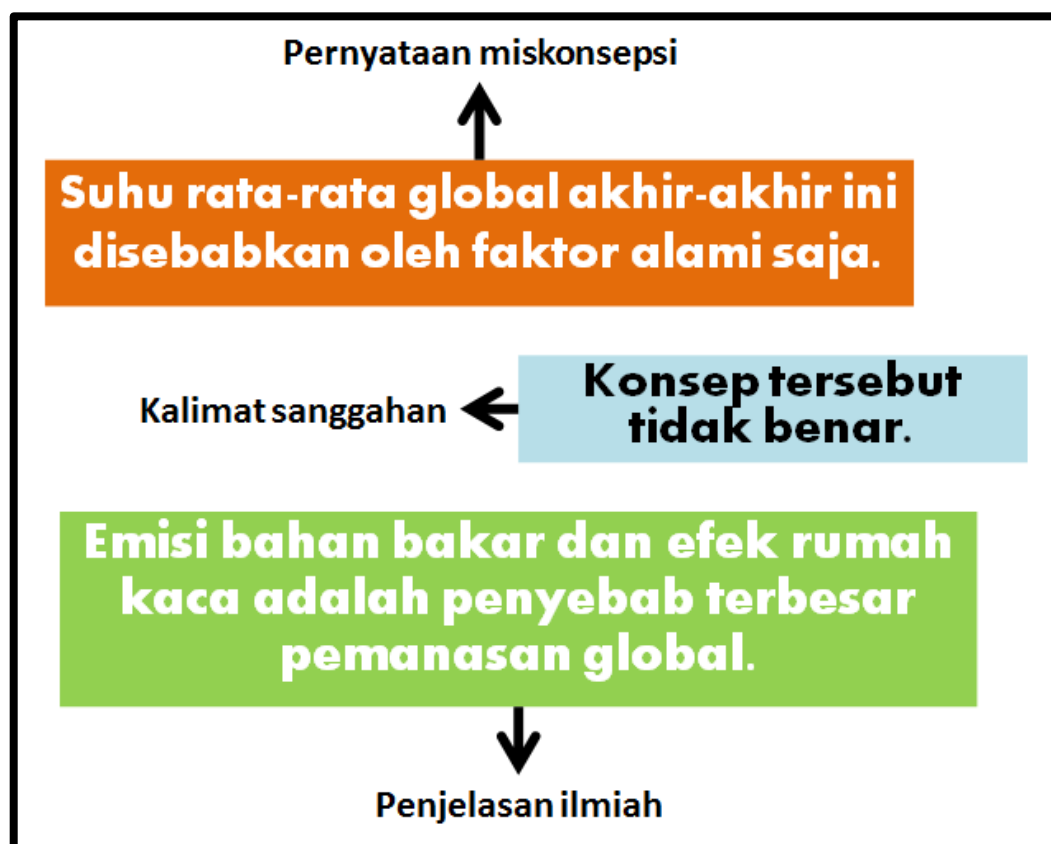 Pernyataan miskonsepsi
Suhu rata-rata global akhir-akhir ini
disebabkan oleh faktor alami saja.
Kalimat sanggahan
Konsep tersebut
tidak benar.
Emisi bahan bakar dan efek rumah
kaca adalah penyebab terbesar
pemanasan global.
Penjelasan ilmiah